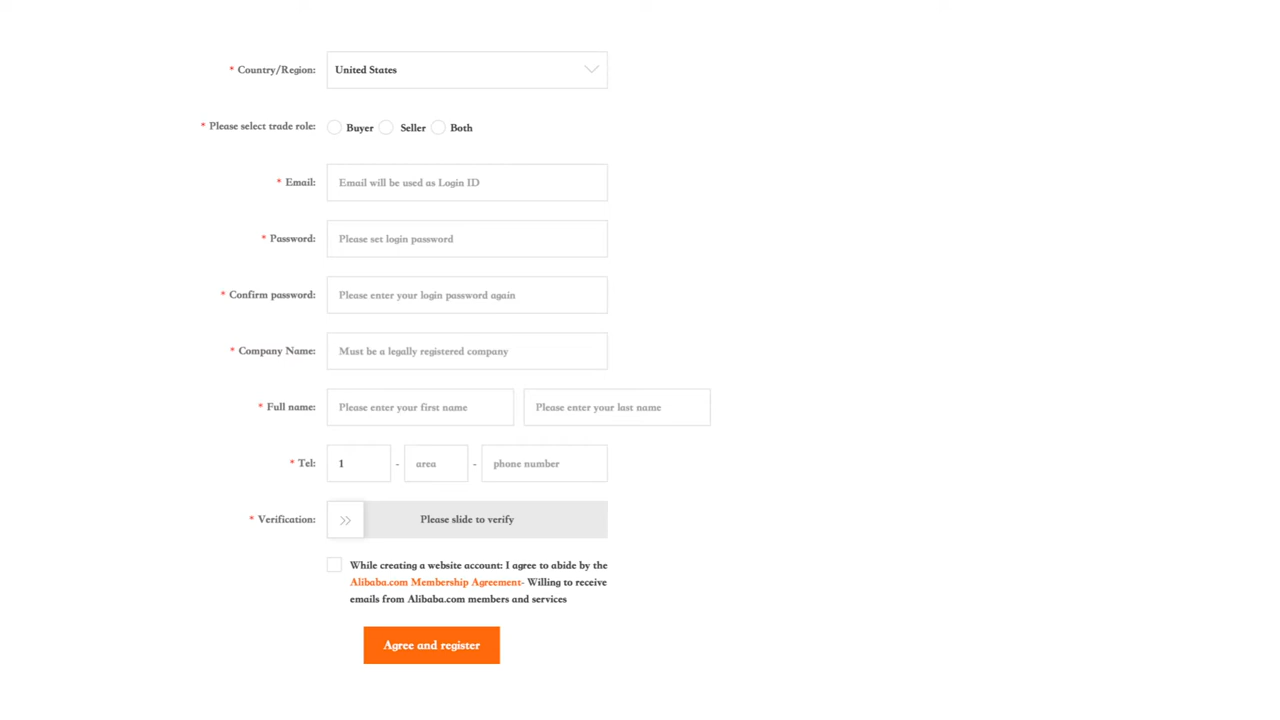 * Country/Region: United States
* Please select trade role: Buyer Seller Both
* Email: Email will be used as Login ID
* Password: Please set login password
* Confirm password: Please enter your login password again
* Company Name: Must be a legally registered company
* Full name: Please enter your first name Please enter your last name
* Tel: 1 - area - phone number
* Verification: Please slide to verify
While creating a website account: I agree to abide by the
Alibaba.com Membership Agreement- Willing to receive
emails from Alibaba.com members and services
Agree and register